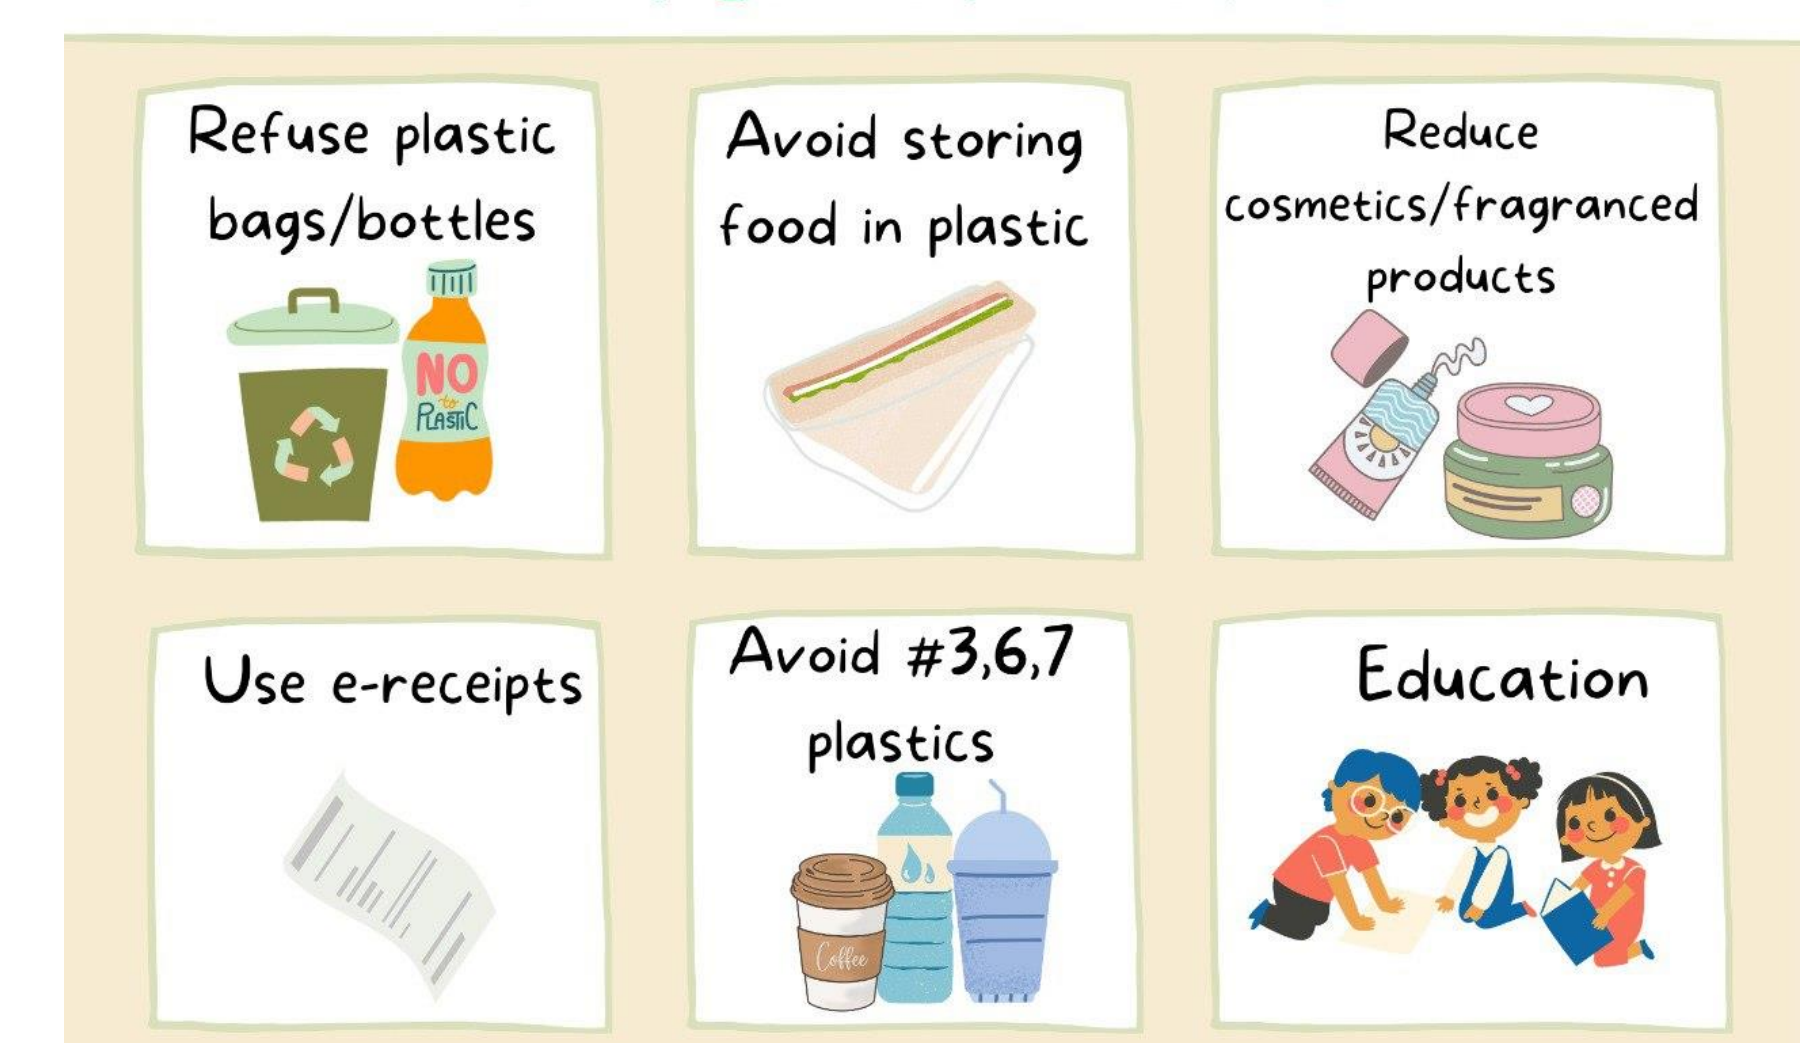 Refuse plastic
bags/bottles
NO
to
PLASTIC
Avoid storing
food in plastic
Reduce
cosmetics/fragranced
products
Use e-receipts
Avoid #3,6,7
plastics
Coffee
Education